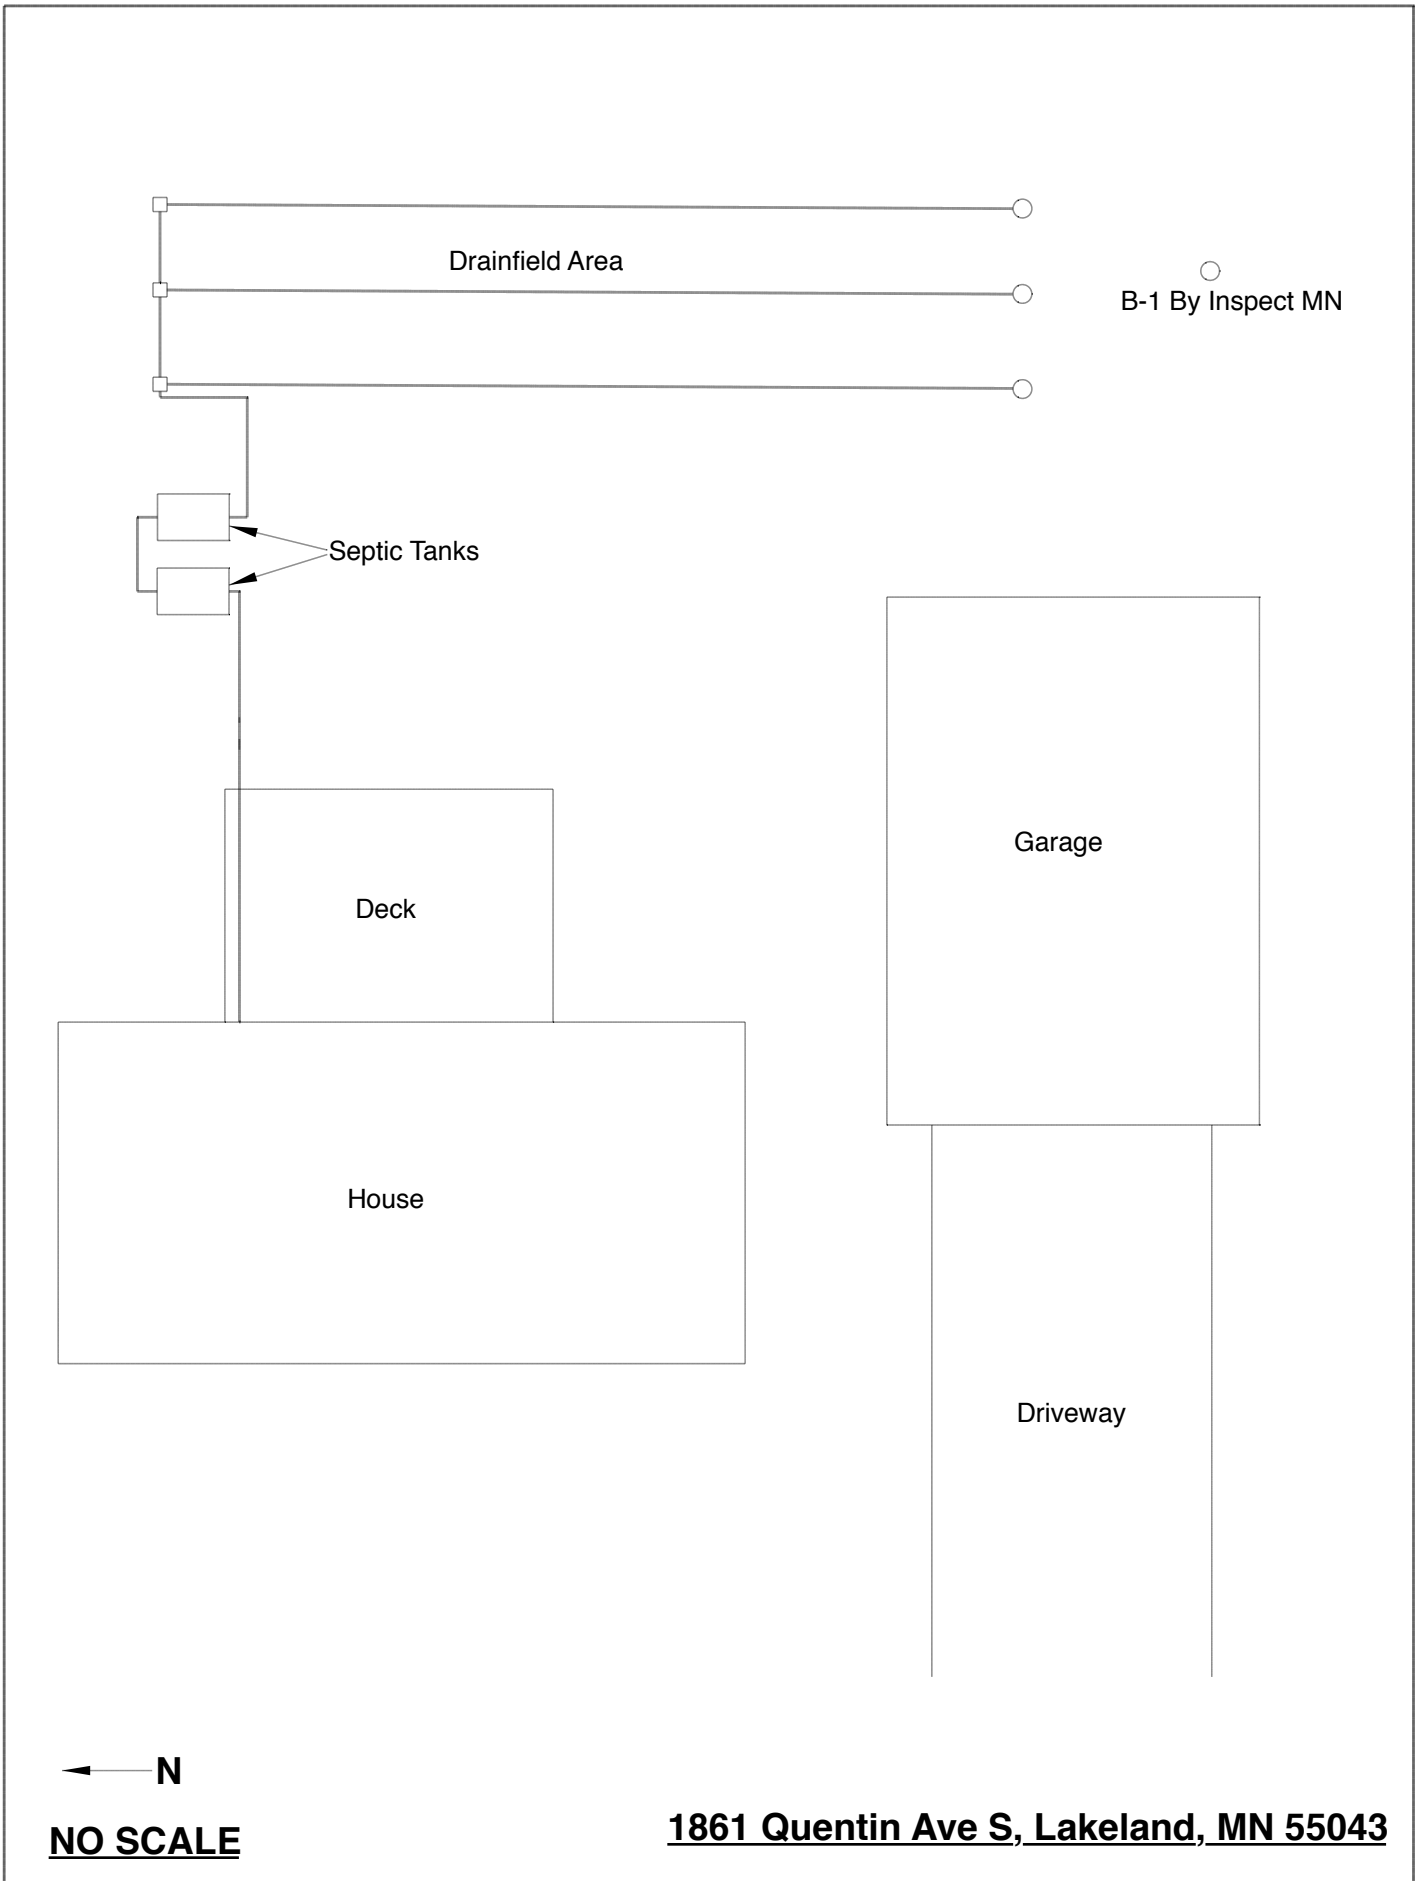 Drainfield Area
B-1 By Inspect MN
Septic Tanks
Garage
Deck
House
Driveway
N
NO SCALE
1861 Quentin Ave S, Lakeland, MN 55043